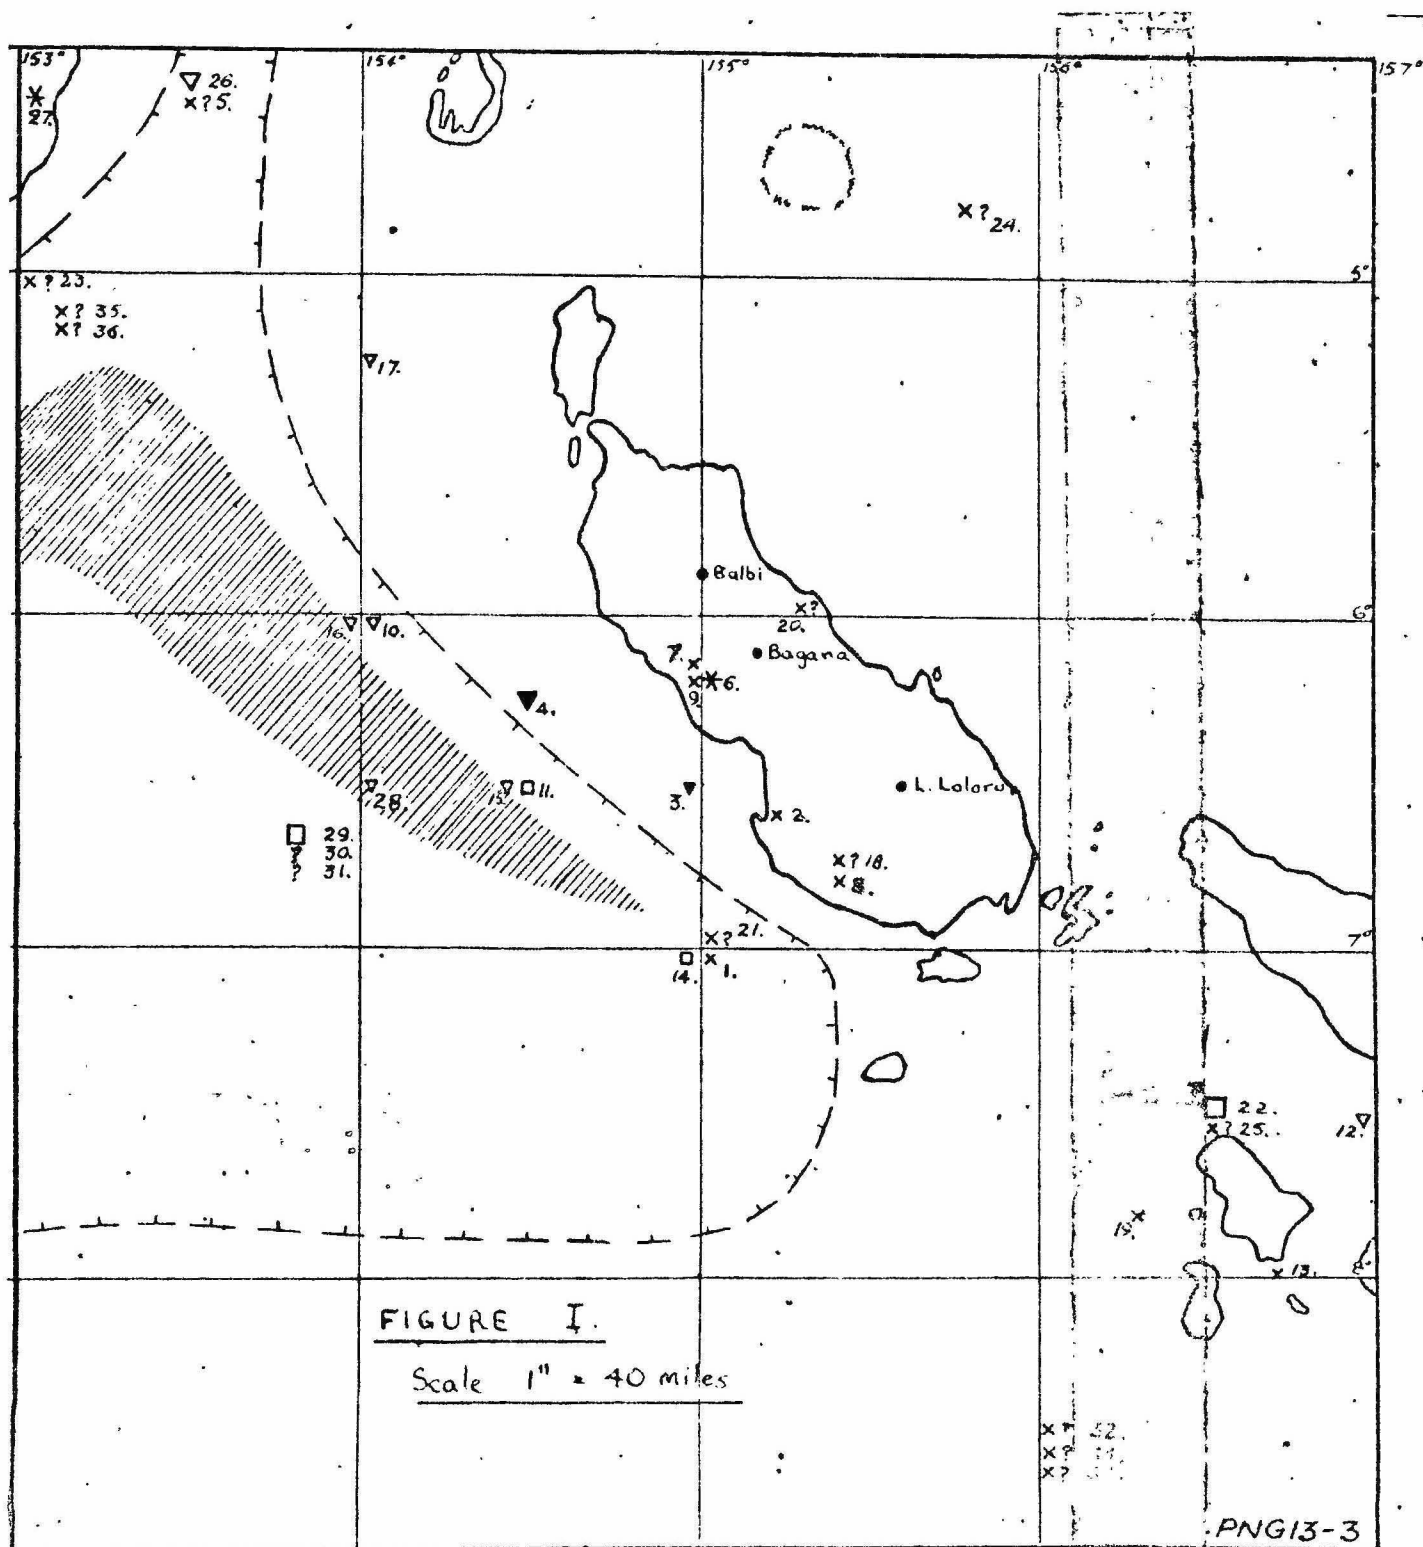 153°
154°
155°
156°
157°
▽ 26.
x ? 5.
27.
x ? 24.
5°
x ? 23.
x ? 35.
x ? 36.
17.
Balbi
6°
x ?
20.
16.
10.
7.
Bagana
6.
9.
4.
3.
28.
15.
11.
L. Loloru
2.
29.
? 30.
? 31.
x ? 18.
x 8.
x ? 21.
7°
14.
x 1.
22.
x ? 25.
12.
19.
x 13.
FIGURE I.
Scale 1" = 40 miles
x ? 32.
x ?
x ?
PNG13-3